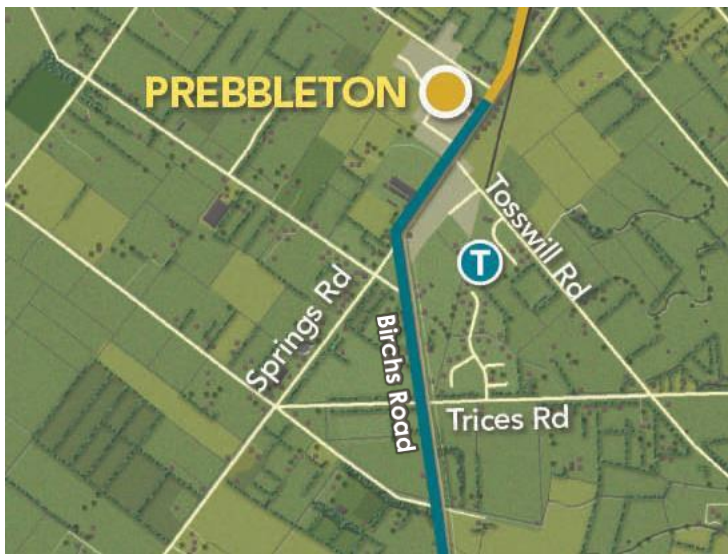 PREBBLETON
Tosswill Rd
T
Springs Rd
Birchs Road
Trices Rd